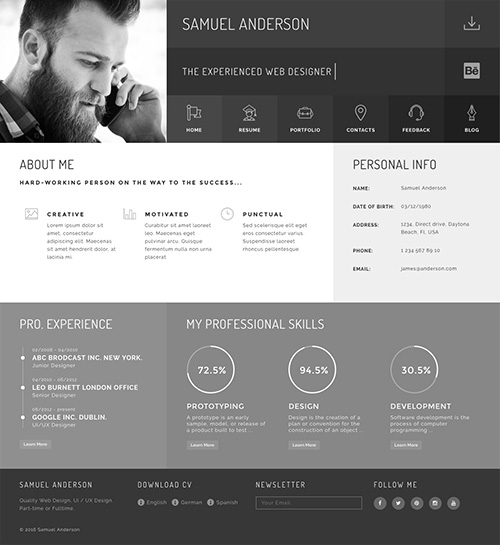 SAMUEL ANDERSON
THE EXPERIENCED WEB DESIGNER
Bē
HOME
RESUME
PORTFOLIO
CONTACTS
FEEDBACK
BLOG
ABOUT ME
HARD-WORKING PERSON ON THE WAY TO THE SUCCESS...
CREATIVE
Lorem ipsum dolor sit
amet, consectetur
adipiscing elit. Maecenas
sit amet hendrerit dolor, at
lacinia mi.
MOTIVATED
Curabitur sit amet laoreet
leo. Maecenas eget
pulvinar arcu. Quisque
fermentum nulla non urna
placerat
PUNCTUAL
Sed scelerisque eget
eros consectetur varius.
Suspendisse laoreet
rhoncus pellentesque
PERSONAL INFO
NAME: Samuel Anderson
DATE OF BIRTH: 03/12/1980
ADDRESS: 1234, Direct drive, Daytona
Beach, Fl, USA
PHONE: 1 234 567 89 10
EMAIL: james@anderson.com
PRO. EXPERIENCE
02/2006 - 04/2010
ABC BRODCAST INC. NEW YORK.
Junior Designer
04/2010 - 06/2012
LEO BURNETT LONDON OFFICE
Senior Designer
06/2012 - present
GOOGLE INC. DUBLIN.
UI/UX Designer
Learn More
MY PROFESSIONAL SKILLS
72.5%
PROTOTYPING
A prototype is an early
sample, model, or release of
a product built to test ...
Learn More
94.5%
DESIGN
Design is the creation of a
plan or convention for the
construction of an object ...
Learn More
30.5%
DEVELOPMENT
Software development is the
process of computer
programming ...
Learn More
SAMUEL ANDERSON
Quality Web Design, UI / UX Design.
Part-time or Fulltime.
© 2016 Samuel Anderson.
DOWNLOAD CV
English
German
Spanish
NEWSLETTER
Your Email
FOLLOW ME